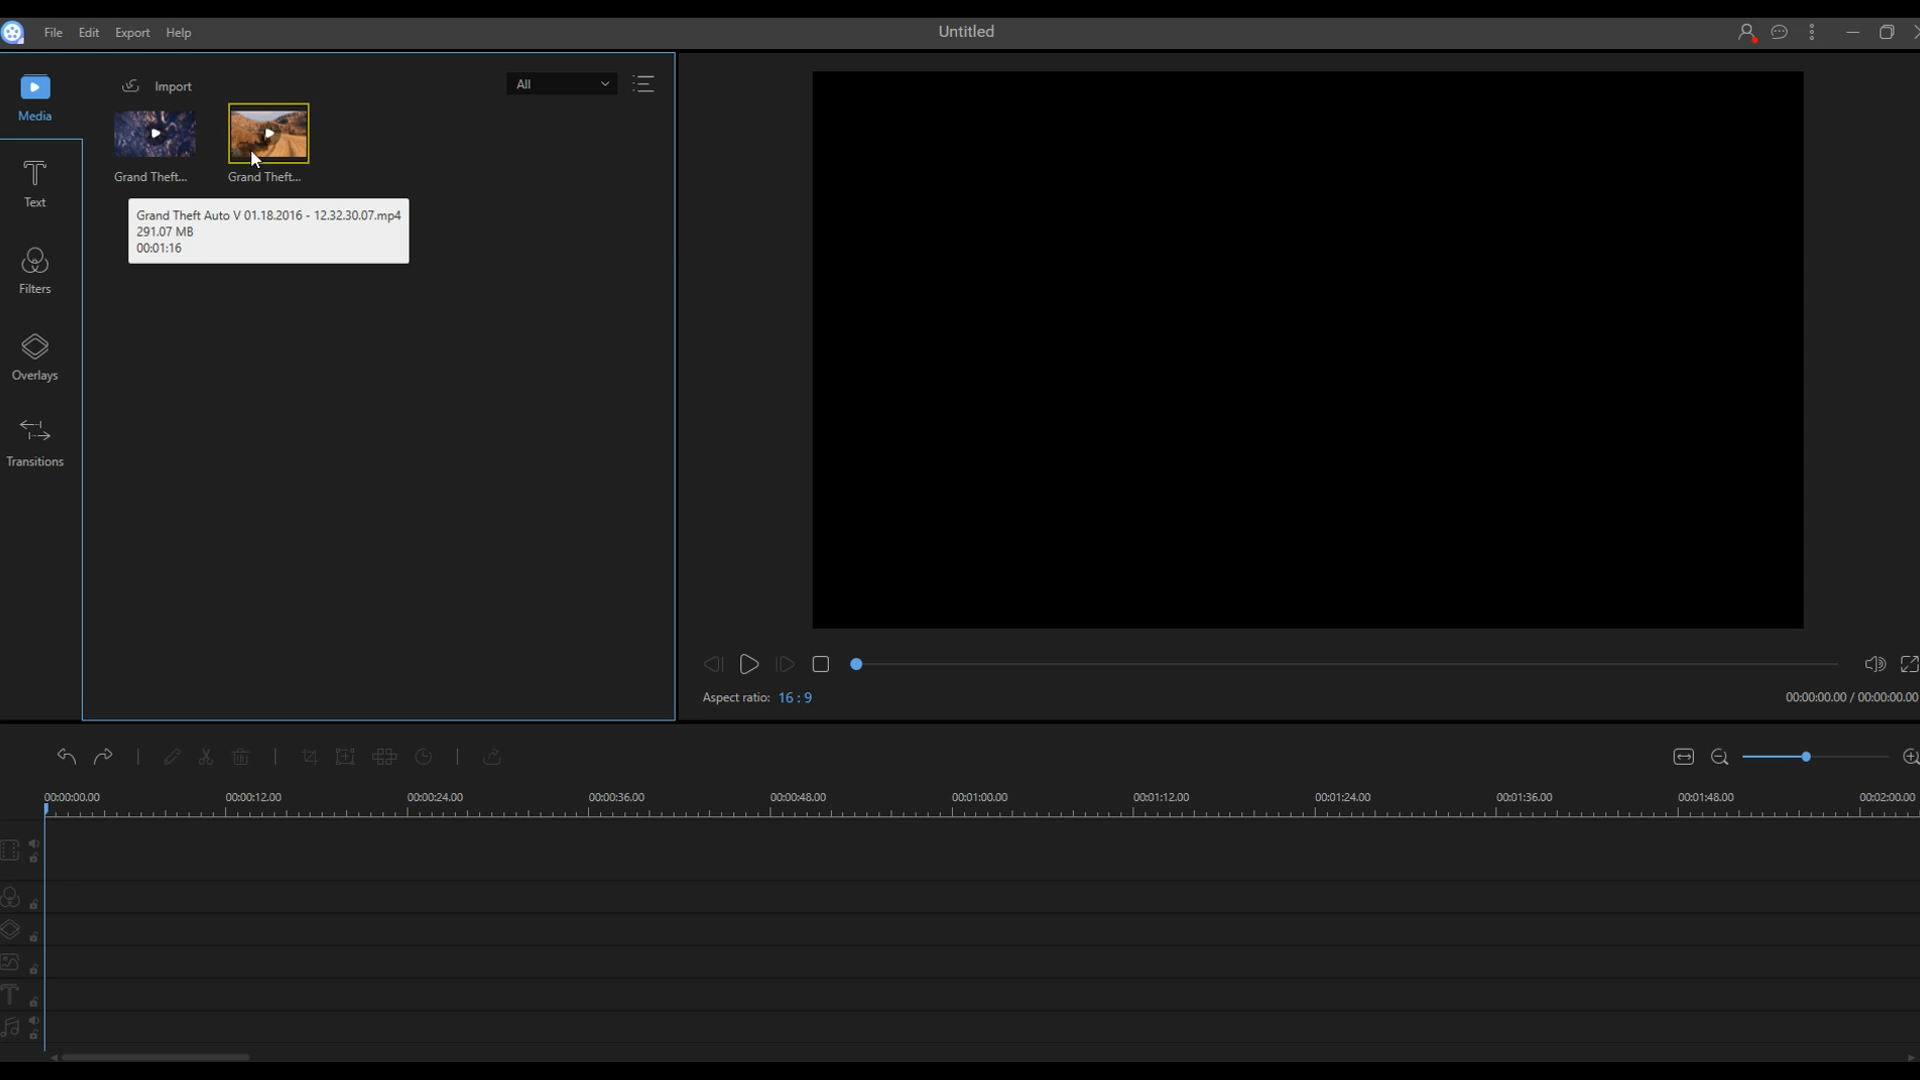 File Edit Export Help
Untitled
Media
Import
All
Grand Theft...
Grand Theft...
Grand Theft Auto V 01.18.2016 - 12.32.30.07.mp4
291.07 MB
00:01:16
Text
Filters
Overlays
Transitions
Aspect ratio: 16 : 9
00:00:00.00 / 00:00:00.00
00:00:00.00 00:00:12.00 00:00:24.00 00:00:36.00 00:00:48.00 00:01:00.00 00:01:12.00 00:01:24.00 00:01:36.00 00:01:48.00 00:02:00.00